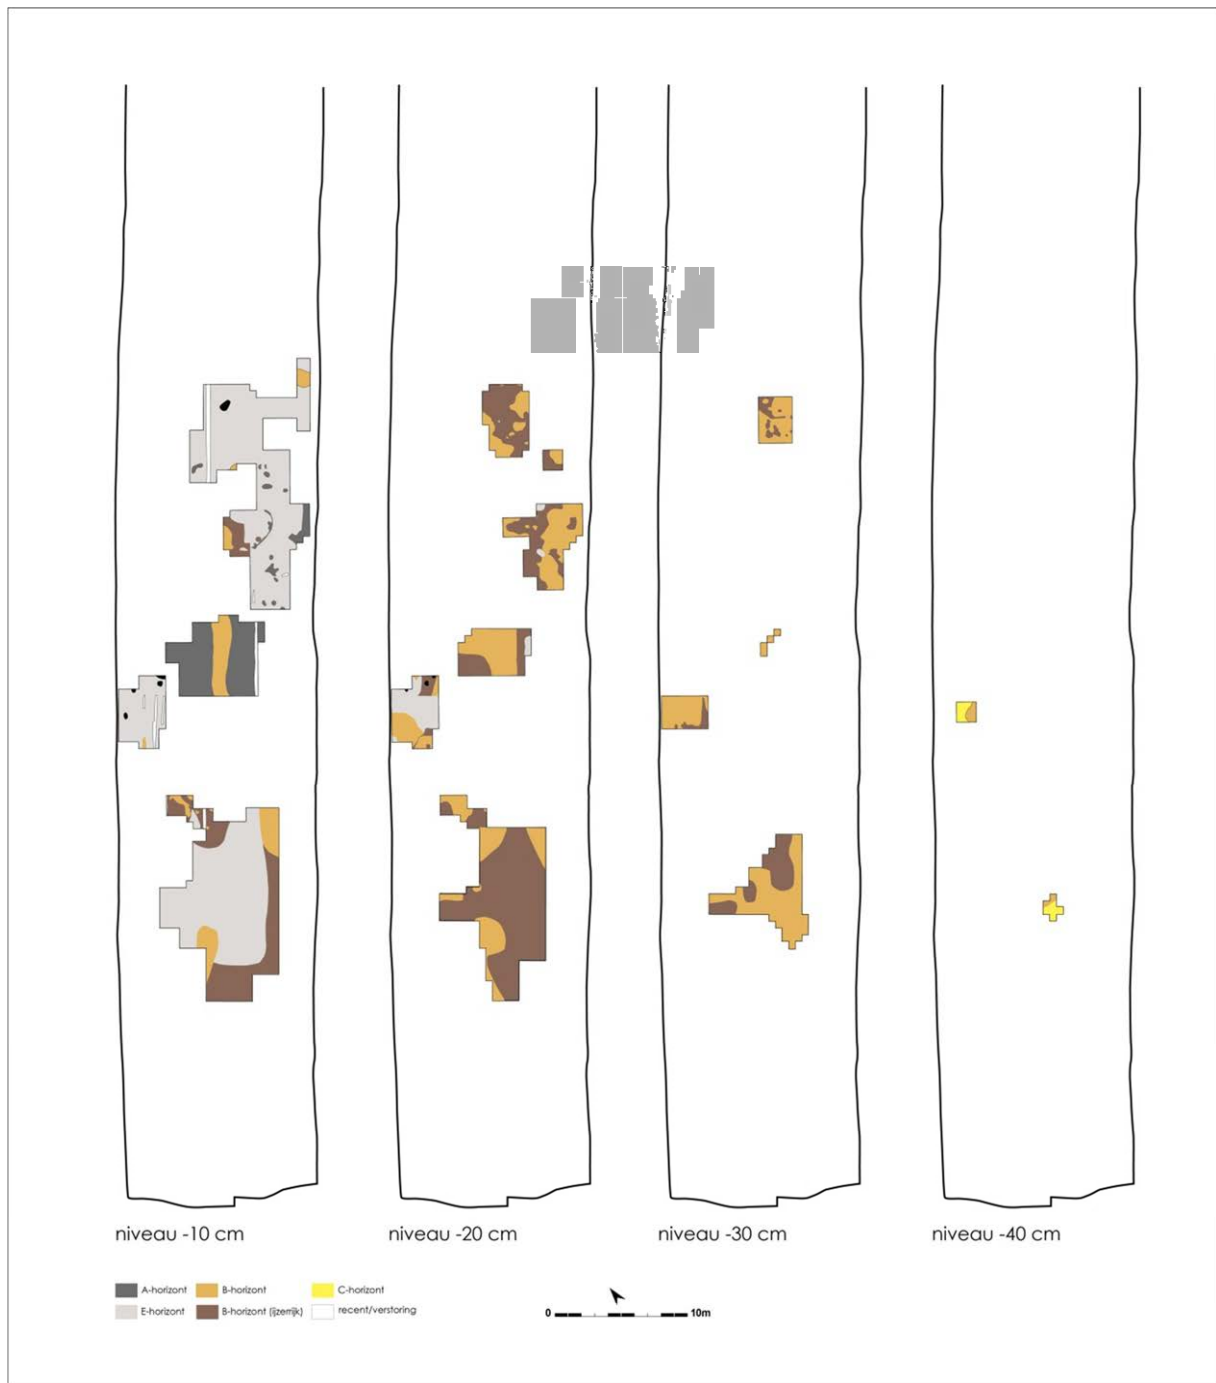 niveau -10 cm
niveau -20 cm
niveau -30 cm
niveau -40 cm
A-horizont
B-horizont
C-horizont
E-horizont
B-horizont (ijzerrijk)
recent/verstoring
0
10m